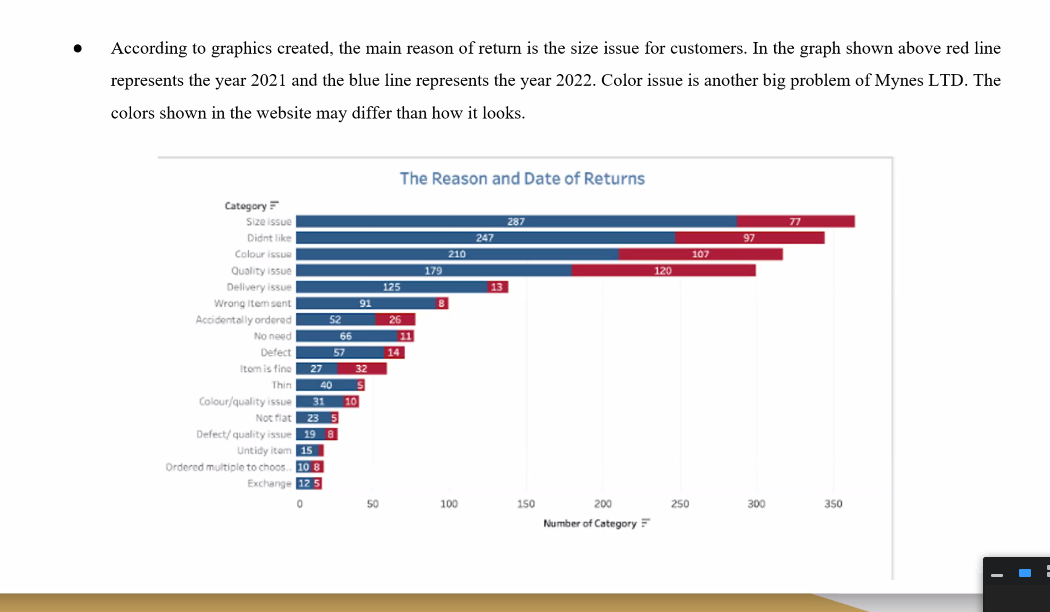 ● According to graphics created, the main reason of return is the size issue for customers. In the graph shown above red line
represents the year 2021 and the blue line represents the year 2022. Color issue is another big problem of Mynes LTD. The
colors shown in the website may differ than how it looks.
The Reason and Date of Returns
Category
Size issue 287 77
Didnt like 247 97
Colour issue 210 107
Quality issue 179 120
Delivery issue 125 13
Wrong item sent 91 8
Accidentally ordered 52 26
No need 66 11
Defect 57 14
Item is fine 27 32
Thin 40 5
Colour/quality issue 31 10
Not flat 23 5
Defect/ quality issue 19 8
Untidy item 15
Ordered multiple to choos.. 10 8
Exchange 12 5
0 50 100 150 200 250 300 350
Number of Category